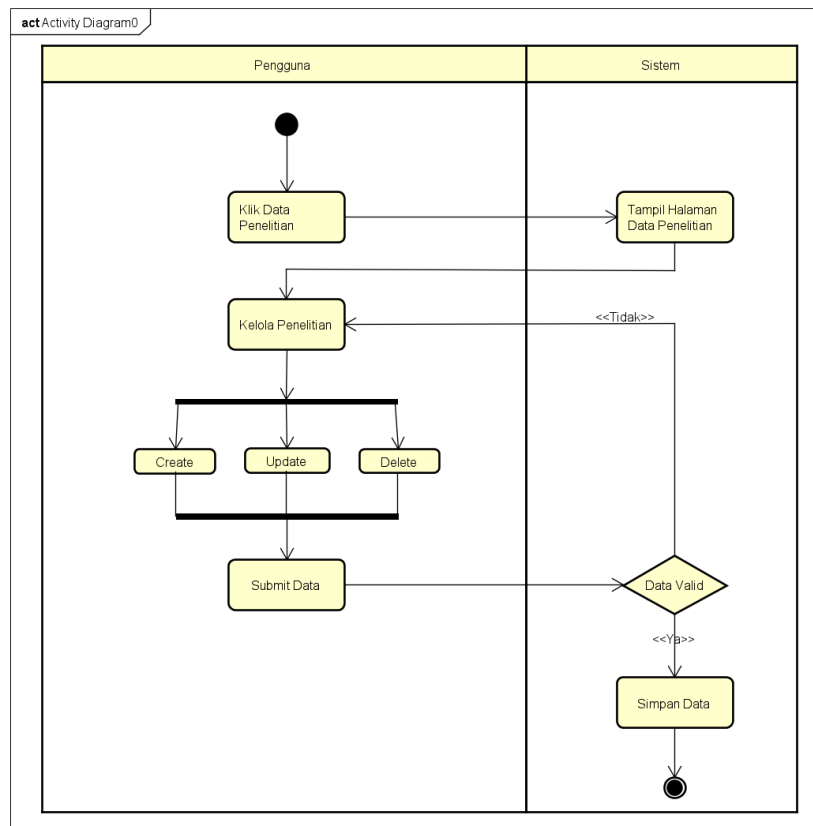 act Activity Diagram0
Pengguna
Sistem
Klik Data
Penelitian
Tampil Halaman
Data Penelitian
Kelola Penelitian
<<Tidak>>
Create
Update
Delete
Submit Data
Data Valid
<<Ya>>
Simpan Data